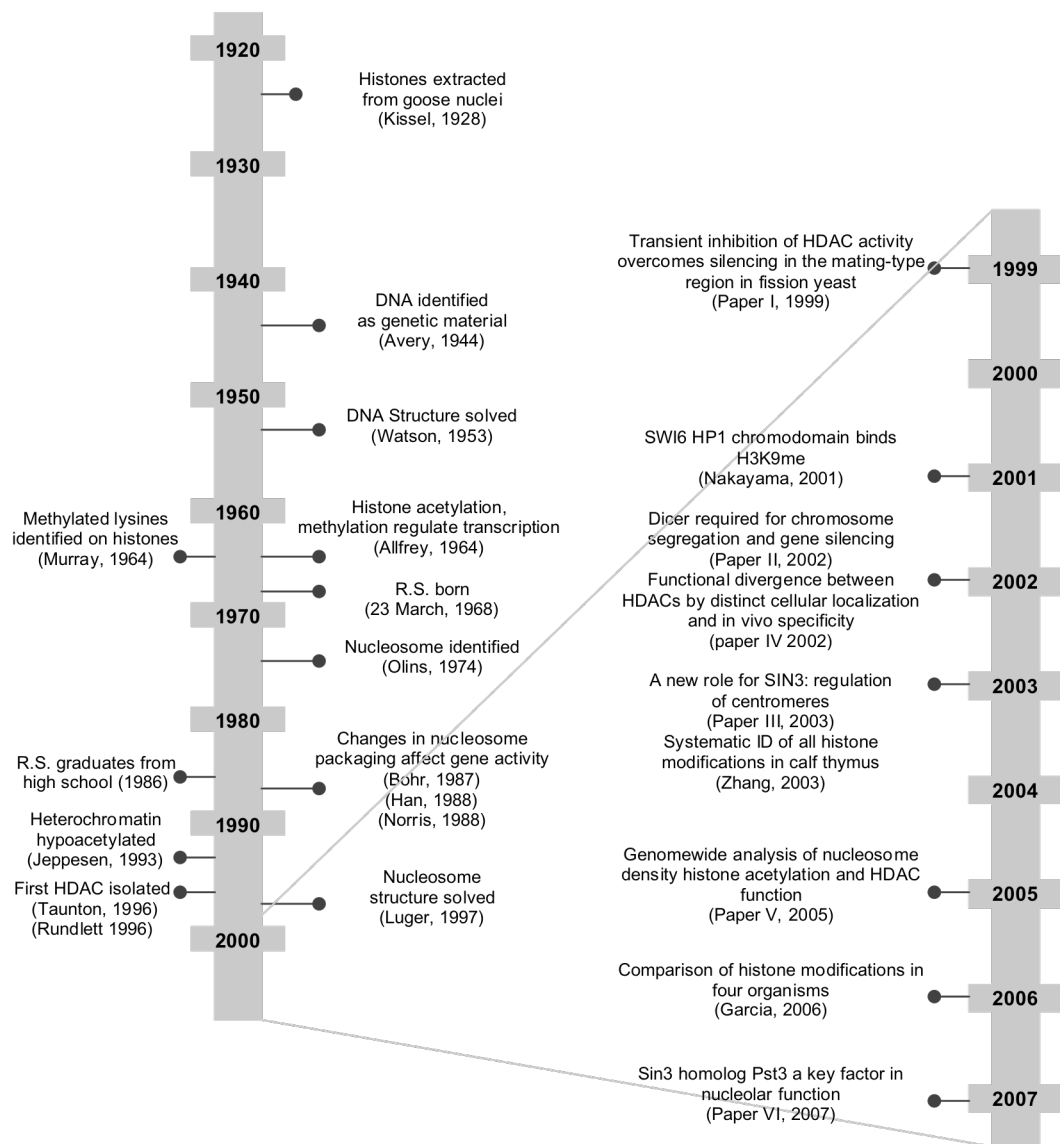 1920
Histones extracted
from goose nuclei
(Kissel, 1928)
1930
1940
DNA identified
as genetic material
(Avery, 1944)
1950
DNA Structure solved
(Watson, 1953)
1960
Methylated lysines
identified on histones
(Murray, 1964)
Histone acetylation,
methylation regulate transcription
(Allfrey, 1964)
R.S. born
(23 March, 1968)
1970
Nucleosome identified
(Olins, 1974)
1980
R.S. graduates from
high school (1986)
Changes in nucleosome
packaging affect gene activity
(Bohr, 1987)
(Han, 1988)
(Norris, 1988)
1990
Heterochromatin
hypoacetylated
(Jeppesen, 1993)
First HDAC isolated
(Taunton, 1996)
(Rundlett 1996)
Nucleosome
structure solved
(Luger, 1997)
2000
Transient inhibition of HDAC activity
overcomes silencing in the mating-type
region in fission yeast
(Paper I, 1999)
1999
2000
SWI6 HP1 chromodomain binds
H3K9me
(Nakayama, 2001)
2001
Dicer required for chromosome
segregation and gene silencing
(Paper II, 2002)
Functional divergence between
HDACs by distinct cellular localization
and in vivo specificity
(paper IV 2002)
2002
A new role for SIN3: regulation
of centromeres
(Paper III, 2003)
Systematic ID of all histone
modifications in calf thymus
(Zhang, 2003)
2003
2004
Genomewide analysis of nucleosome
density histone acetylation and HDAC
function
(Paper V, 2005)
2005
Comparison of histone modifications in
four organisms
(Garcia, 2006)
2006
Sin3 homolog Pst3 a key factor in
nucleolar function
(Paper VI, 2007)
2007